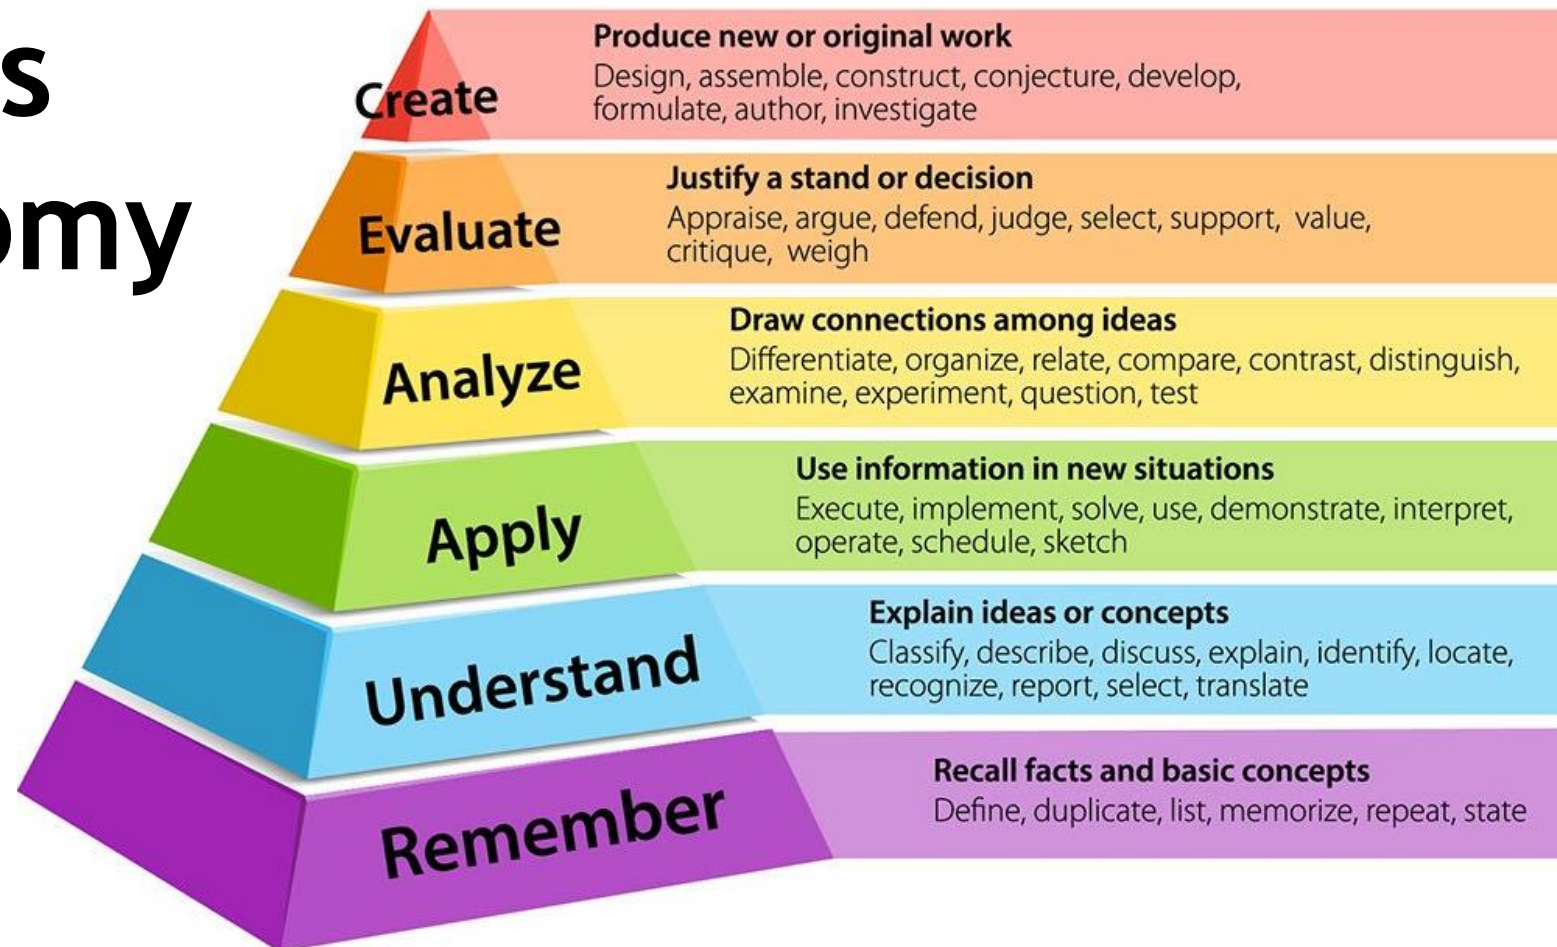 s
omy
Create
Produce new or original work
Design, assemble, construct, conjecture, develop,
formulate, author, investigate
Evaluate
Justify a stand or decision
Appraise, argue, defend, judge, select, support, value,
critique, weigh
Analyze
Draw connections among ideas
Differentiate, organize, relate, compare, contrast, distinguish,
examine, experiment, question, test
Apply
Use information in new situations
Execute, implement, solve, use, demonstrate, interpret,
operate, schedule, sketch
Understand
Explain ideas or concepts
Classify, describe, discuss, explain, identify, locate,
recognize, report, select, translate
Remember
Recall facts and basic concepts
Define, duplicate, list, memorize, repeat, state